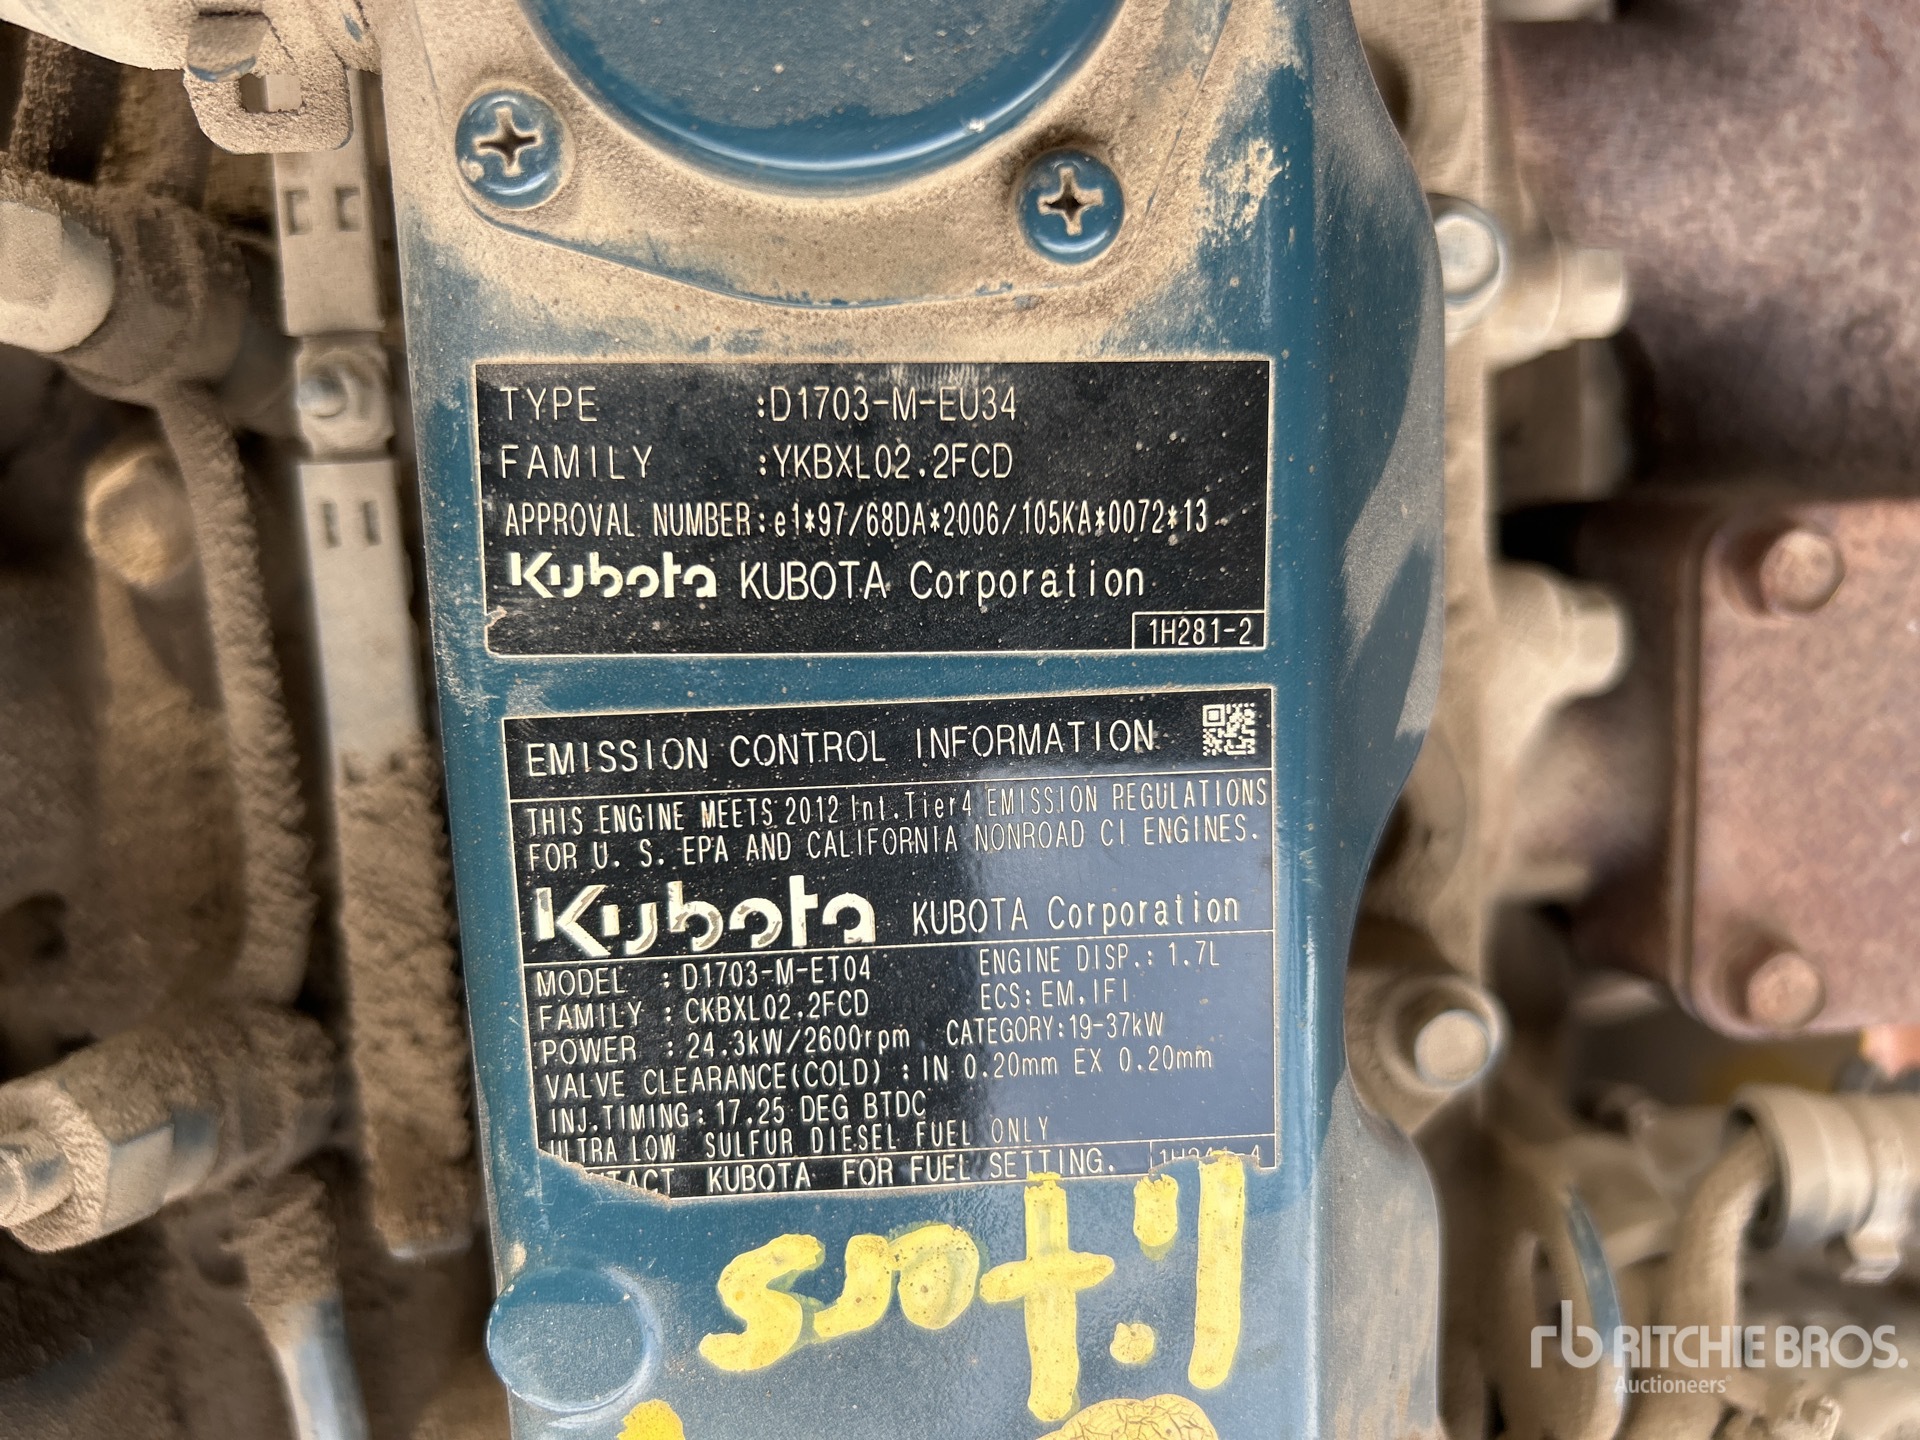 TYPE :D1703-M-EU34
FAMILY :YKBXL02.2FCD
APPROVAL NUMBER:e1*97/68DA*2006/105KA*0072*13
Kubota KUBOTA Corporation
1H281-2
EMISSION CONTROL INFORMATION
THIS ENGINE MEETS 2012 Int.Tier4 EMISSION REGULATIONS
FOR U. S. EPA AND CALIFORNIA NONROAD CI ENGINES.
Kubota KUBOTA Corporation
MODEL : D1703-M-ET04 ENGINE DISP.: 1.7L
FAMILY : CKBXL02.2FCD ECS: EM, IFI
POWER : 24.3kW/2600rpm CATEGORY:19-37kW
VALVE CLEARANCE(COLD) : IN 0.20mm EX 0.20mm
INJ.TIMING: 17.25 DEG BTDC
ULTRA LOW SULFUR DIESEL FUEL ONLY
KUBOTA FOR FUEL SETTING.
rb RITCHIE BROS.
Auctioneers